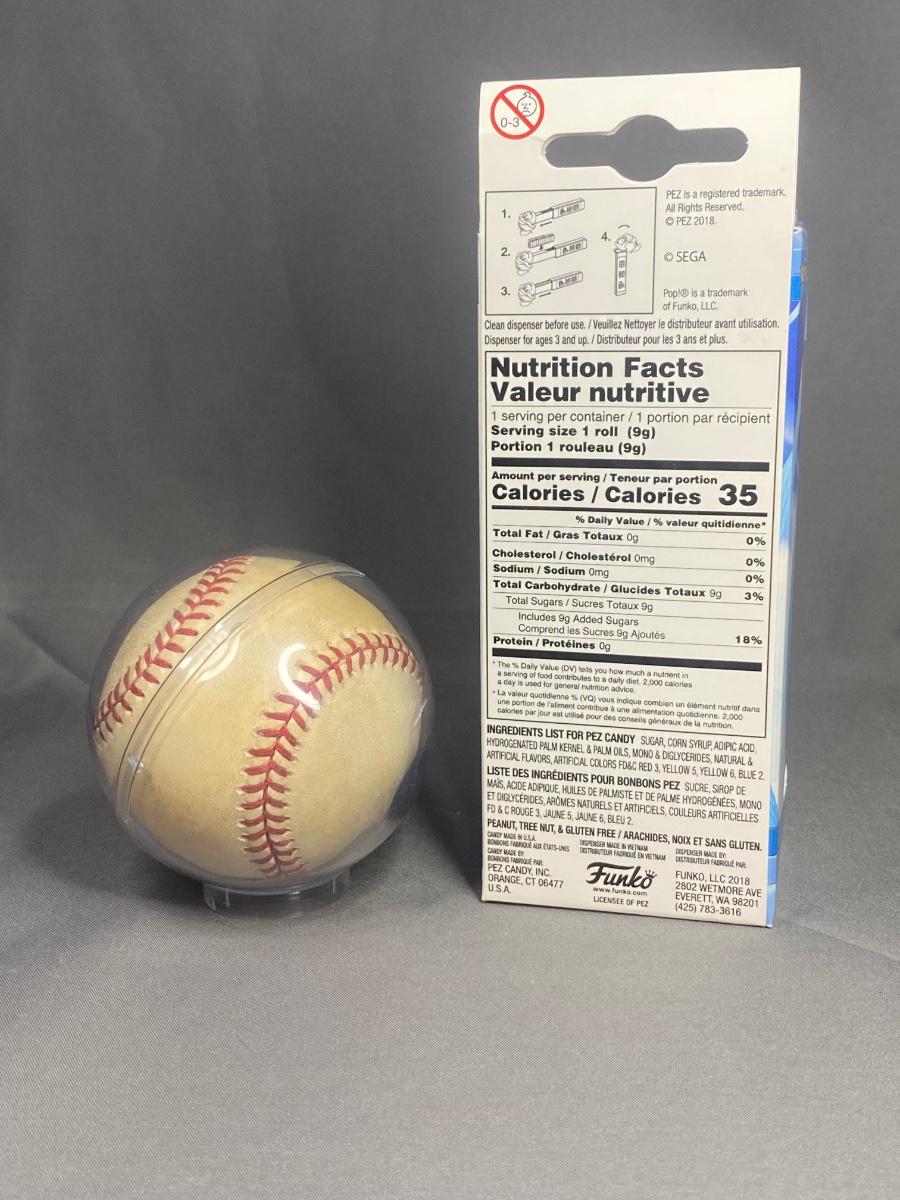 0-3
1.
2.
3.
4.
PEZ is a registered trademark.
All Rights Reserved.
© PEZ 2018.
© SEGA
Pop!® is a trademark
of Funko, LLC.
Clean dispenser before use. / Veuillez Nettoyer le distributeur avant utilisation.
Dispenser for ages 3 and up. / Distributeur pour les 3 ans et plus.
Nutrition Facts
Valeur nutritive
1 serving per container / 1 portion par récipient
Serving size 1 roll (9g)
Portion 1 rouleau (9g)
Amount per serving / Teneur par portion
Calories / Calories 35
% Daily Value / % valeur quitidienne*
Total Fat / Gras Totaux 0g 0%
Cholesterol / Cholestérol 0mg 0%
Sodium / Sodium 0mg 0%
Total Carbohydrate / Glucides Totaux 9g 3%
Total Sugars / Sucres Totaux 9g
Includes 9g Added Sugars
Comprend les Sucres 9g Ajoutés 18%
Protein / Protéines 0g
* The % Daily Value (DV) tells you how much a nutrient in
a serving of food contributes to a daily diet. 2,000 calories
a day is used for general nutrition advice.
* La valeur quotidienne % (VQ) vous indique combien un élément nutritif dans
une portion de l'aliment contribue à une alimentation quotidienne. 2,000
calories par jour est utilisé pour des conseils généraux de la nutrition.
INGREDIENTS LIST FOR PEZ CANDY SUGAR, CORN SYRUP, ADIPIC ACID,
HYDROGENATED PALM KERNEL & PALM OILS, MONO & DIGLYCERIDES, NATURAL &
ARTIFICIAL FLAVORS, ARTIFICIAL COLORS FD&C RED 3, YELLOW 5, YELLOW 6, BLUE 2.
LISTE DES INGRÉDIENTS POUR BONBONS PEZ SUCRE, SIROP DE
MAÏS, ACIDE ADIPIQUE, HUILES DE PALMISTE ET DE PALME HYDROGÉNÉES, MONO
ET DIGLYCÉRIDES, ARÔMES NATURELS ET ARTIFICIELS, COULEURS ARTIFICIELLES
FD & C ROUGE 3, JAUNE 5, JAUNE 6, BLEU 2.
PEANUT, TREE NUT, & GLUTEN FREE / ARACHIDES, NOIX ET SANS GLUTEN.
CANDY MADE IN U.S.A.
BONBONS FABRIQUÉ AUX ÉTATS-UNIS
CANDY MADE BY:
BONBONS FABRIQUÉ PAR:
PEZ CANDY, INC.
ORANGE, CT 06477
U.S.A.
DISPENSER MADE IN VIETNAM
DISTRIBUTEUR FABRIQUÉ EN VIETNAM
Funko
www.funko.com
LICENSEE OF PEZ
DISPENSER MADE BY:
DISTRIBUTEUR FABRIQUÉ PAR:
FUNKO, LLC 2018
2802 WETMORE AVE
EVERETT, WA 98201
(425) 783-3616